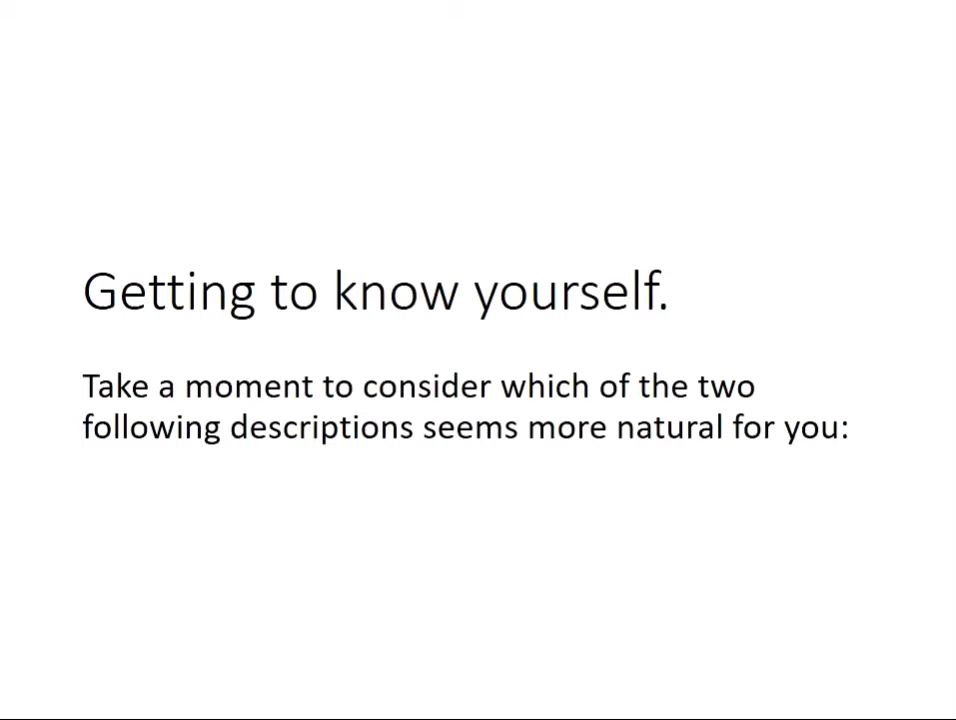 Getting to know yourself.
Take a moment to consider which of the two
following descriptions seems more natural for you: